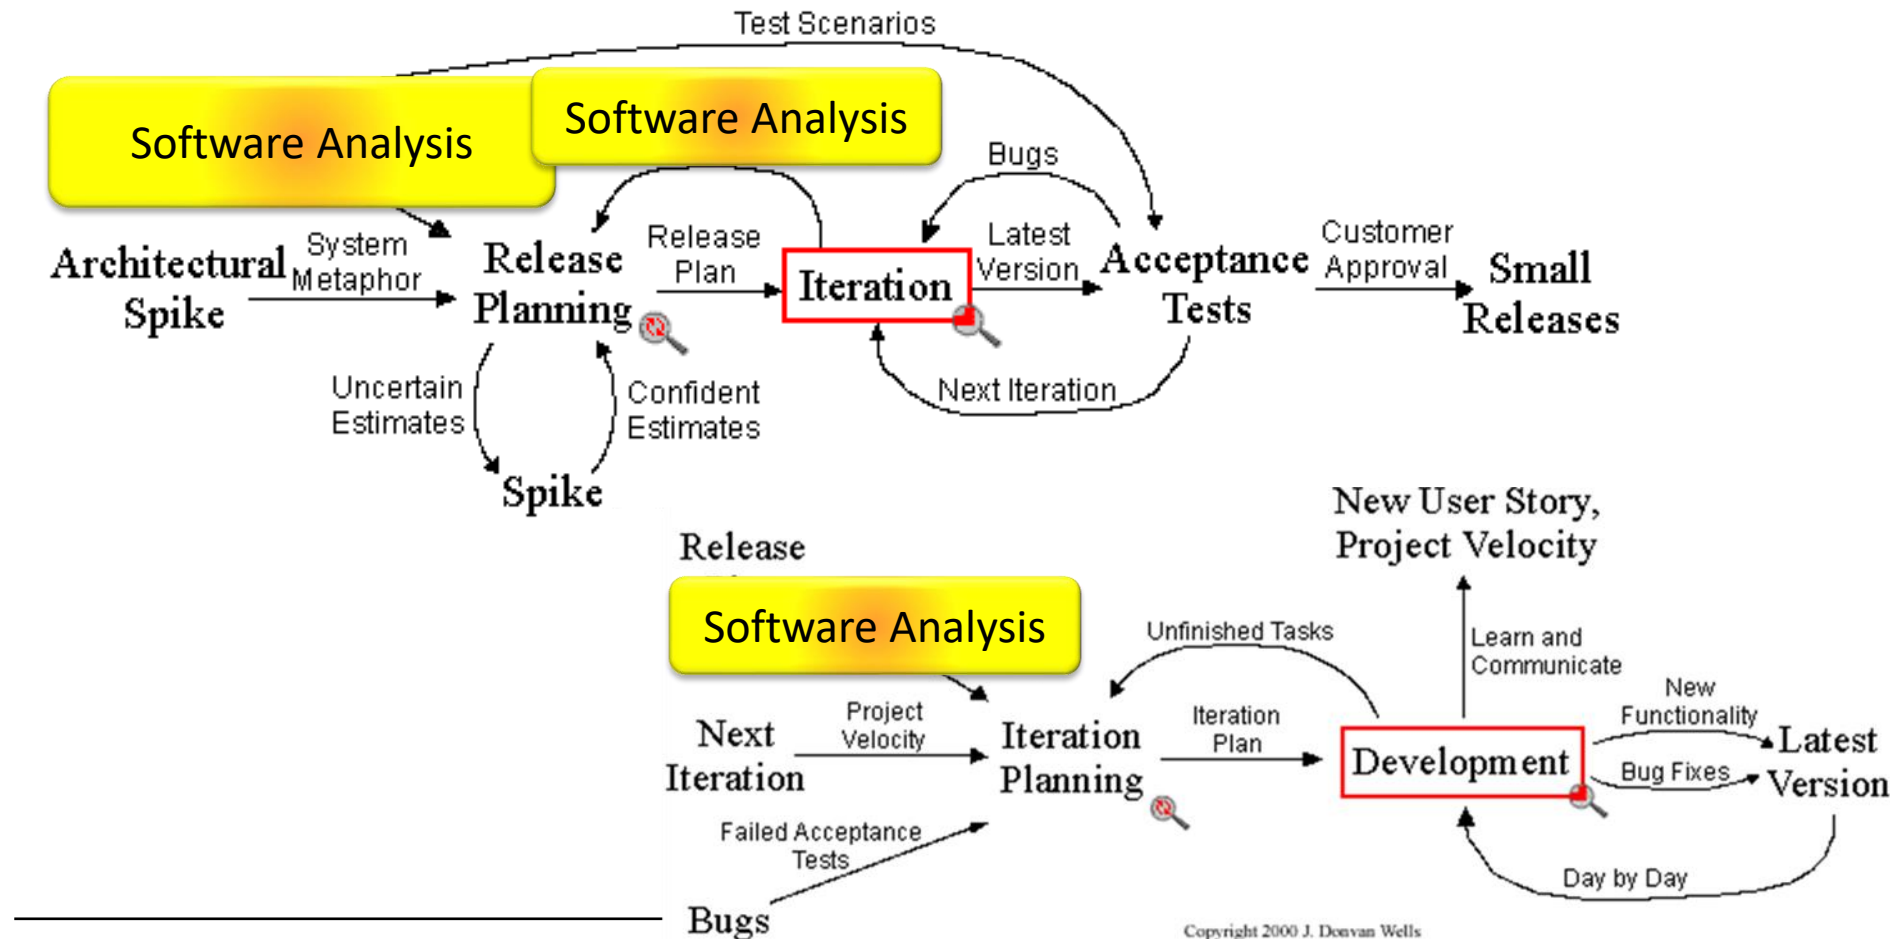 Test Scenarios
Software Analysis
Software Analysis
Bugs
Architectural
Spike
System
Metaphor
Release
Planning
Release
Plan
Iteration
Latest
Version
Acceptance
Tests
Customer
Approval
Small
Releases
Uncertain
Estimates
Confident
Estimates
Next Iteration
Spike
New User Story,
Project Velocity
Release
Software Analysis
Unfinished Tasks
Learn and
Communicate
Next
Iteration
Project
Velocity
Iteration
Planning
Iteration
Plan
Development
New
Functionality
Bug Fixes
Latest
Version
Failed Acceptance
Tests
Bugs
Day by Day
Copyright 2000 J. Donvan Wells